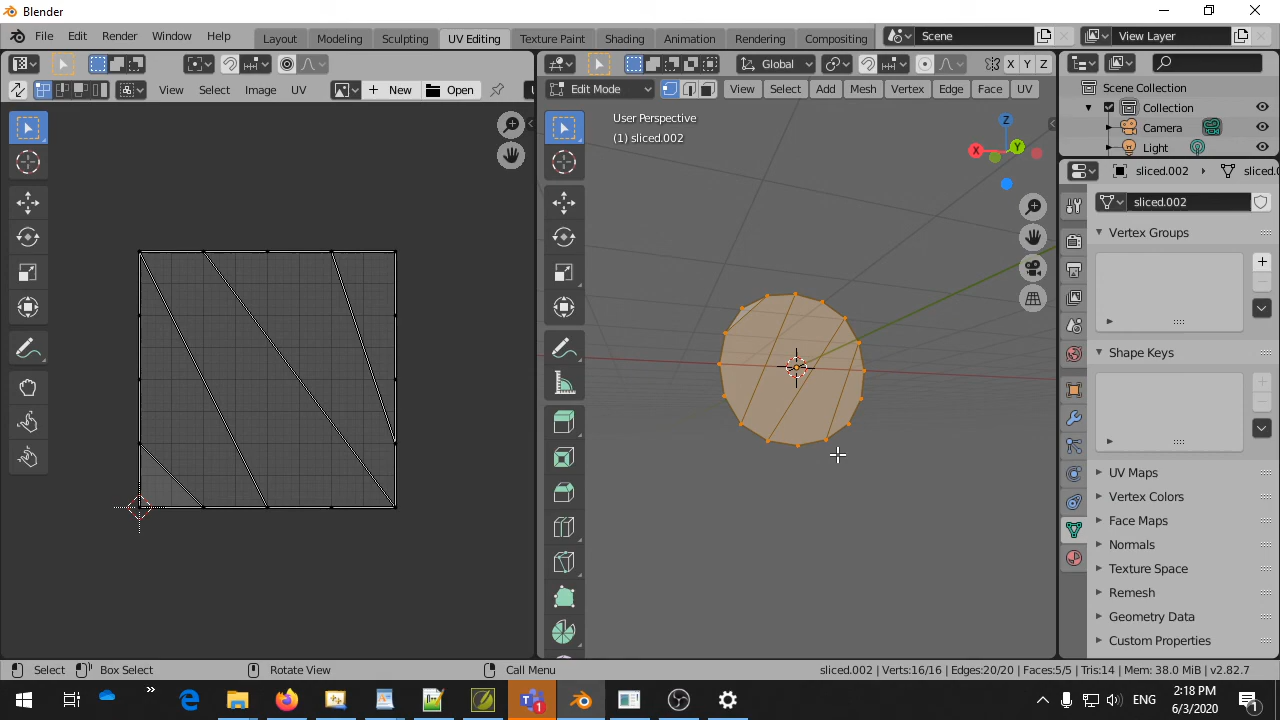 Blender
File Edit Render Window Help
Layout Modeling Sculpting UV Editing Texture Paint Shading Animation Rendering Compositing
Scene
View Layer
View Select Image UV
New
Open
Global
X Y Z
Edit Mode
View Select Add Mesh Vertex Edge Face UV
User Perspective
(1) sliced.002
Z
X
Y
Scene Collection
Collection
Camera
Light
sliced.002
sliced.0
sliced.002
Vertex Groups
Shape Keys
UV Maps
Vertex Colors
Face Maps
Normals
Texture Space
Remesh
Geometry Data
Custom Properties
Select Box Select Rotate View Call Menu
sliced.002 | Verts:16/16 | Edges:20/20 | Faces:5/5 | Tris:14 | Mem: 38.0 MiB | v2.82.7
ENG
2:18 PM
6/3/2020
1
1